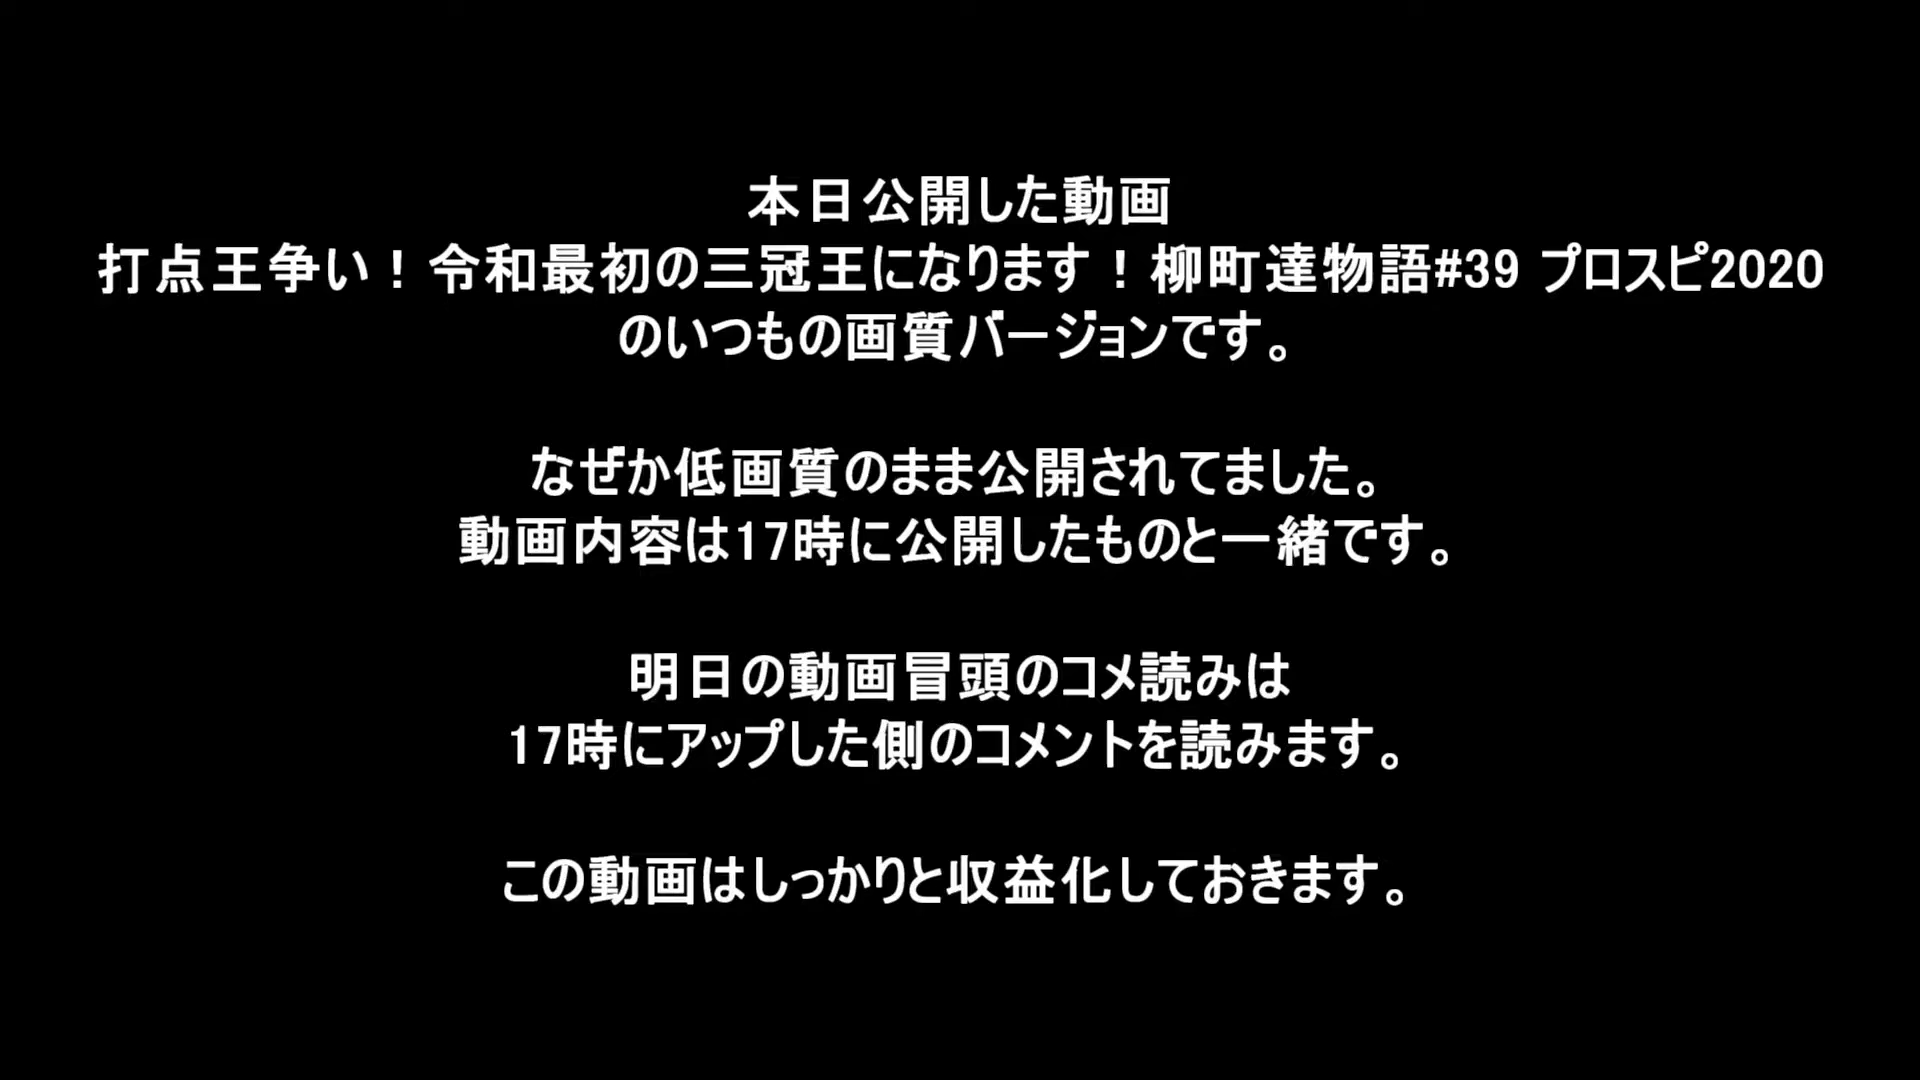 本日公開した動画
打点王争い！令和最初の三冠王になります！柳町達物語#39 プロスピ2020
のいつもの画質バージョンです。
なぜか低画質のまま公開されてました。
動画内容は17時に公開したものと一緒です。
明日の動画冒頭のコメ読みは
17時にアップした側のコメントを読みます。
この動画はしっかりと収益化しておきます。